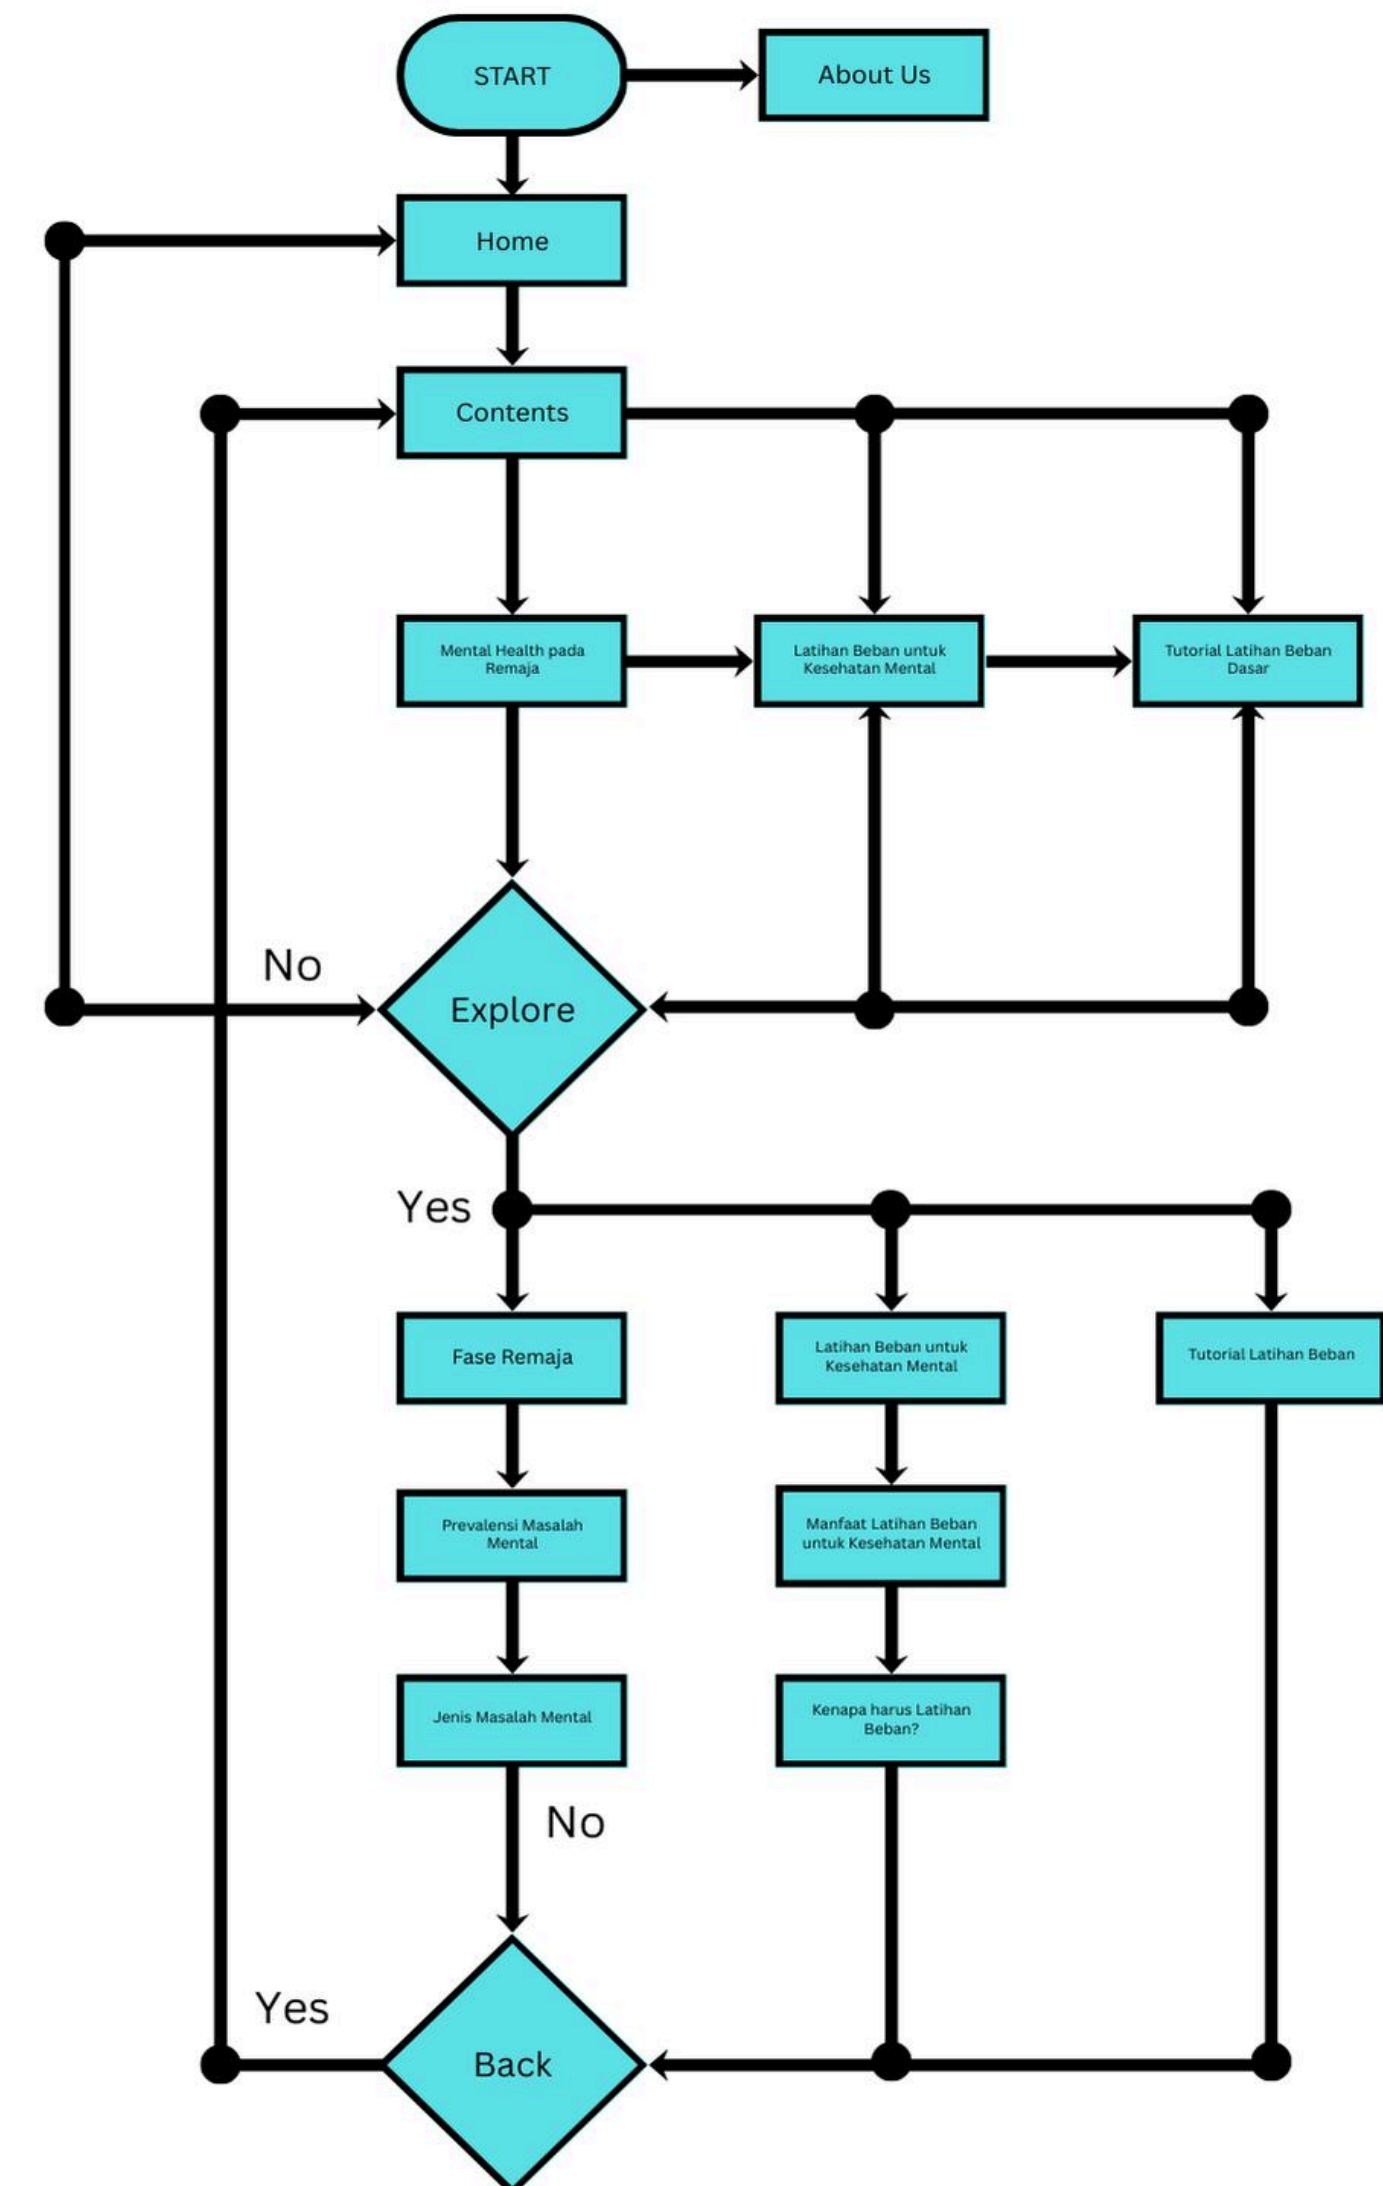 START
About Us
Home
Contents
Mental Health pada
Remaja
Latihan Beban untuk
Kesehatan Mental
Tutorial Latihan Beban
Dasar
No
Explore
Yes
Fase Remaja
Latihan Beban untuk
Kesehatan Mental
Tutorial Latihan Beban
Prevalensi Masalah
Mental
Manfaat Latihan Beban
untuk Kesehatan Mental
Jenis Masalah Mental
Kenapa harus Latihan
Beban?
No
Yes
Back